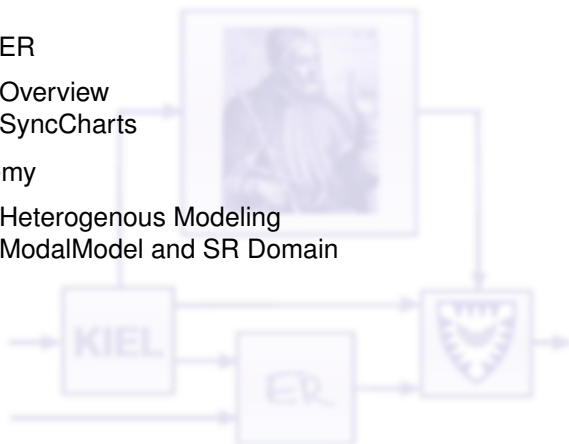 ER
Overview
SyncCharts
my
Heterogenous Modeling
ModalModel and SR Domain
KIEL
ER